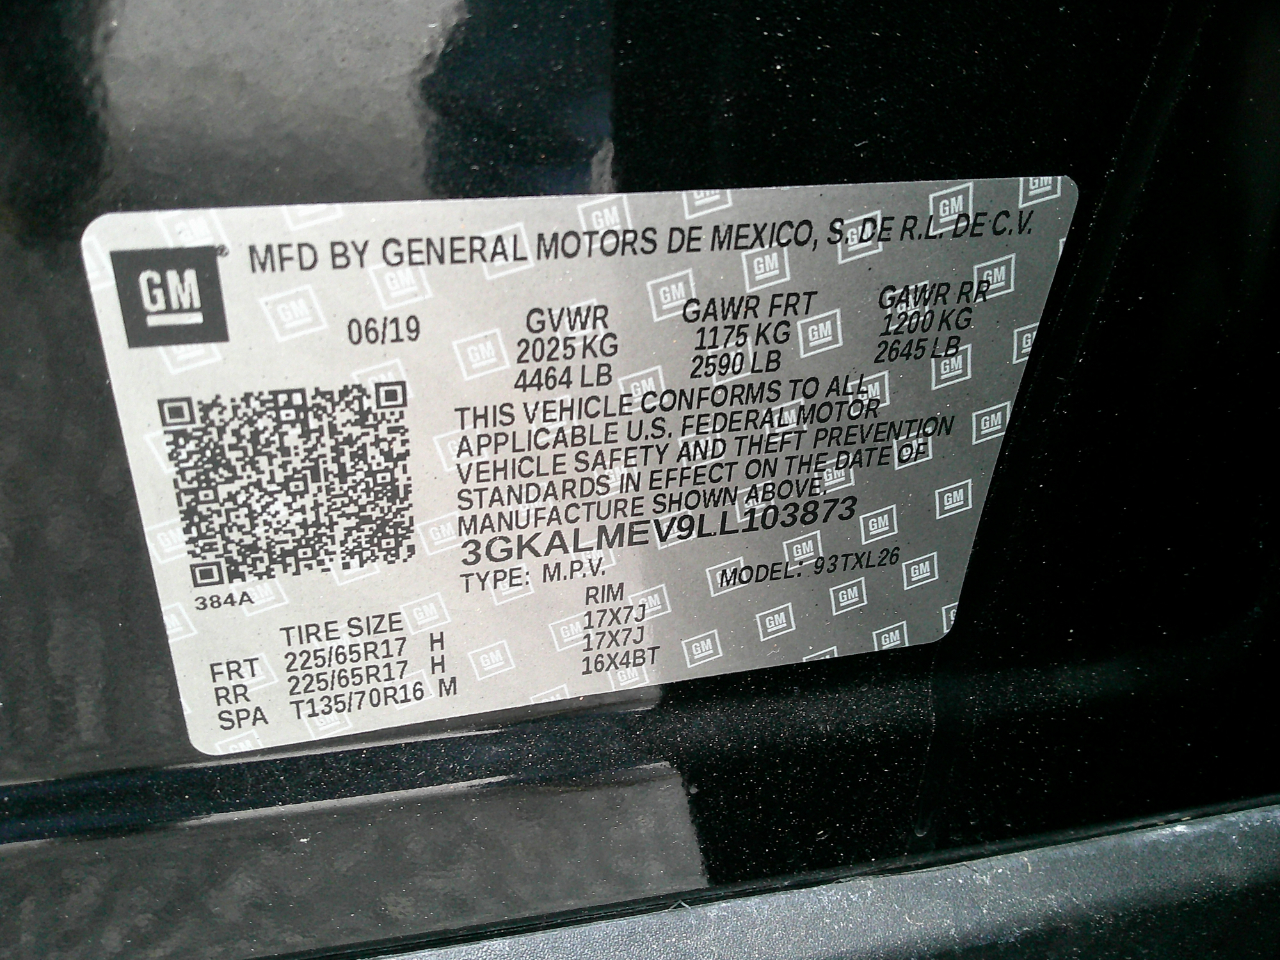 GM® MFD BY GENERAL MOTORS DE MEXICO, S. DE R.L. DE C.V.
06/19
GVWR
2025 KG
4464 LB
GAWR FRT
1175 KG
2590 LB
GAWR RR
1200 KG
2645 LB
THIS VEHICLE CONFORMS TO ALL
APPLICABLE U.S. FEDERAL MOTOR
VEHICLE SAFETY AND THEFT PREVENTION
STANDARDS IN EFFECT ON THE DATE OF
MANUFACTURE SHOWN ABOVE.
3GKALMEV9LL103873
TYPE: M.P.V. MODEL: 93TXL26
384A
TIRE SIZE RIM
FRT 225/65R17 H 17X7J
RR 225/65R17 H 17X7J
SPA T135/70R16 M 16X4BT